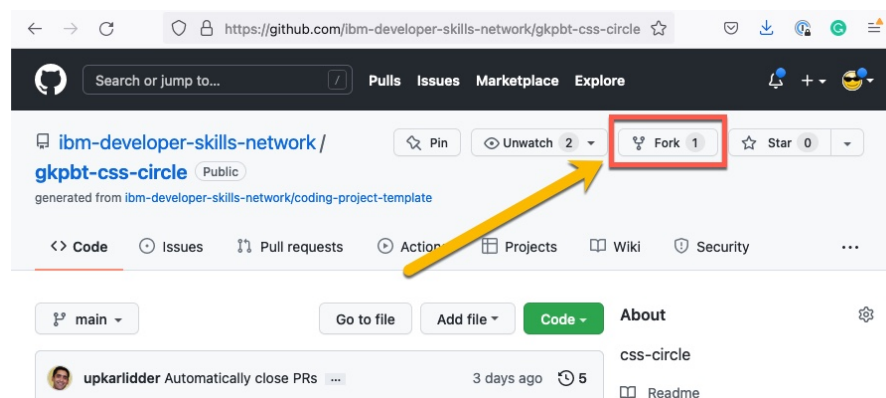 https://github.com/ibm-developer-skills-network/gkpbt-css-circle
Search or jump to... / Pulls Issues Marketplace Explore
ibm-developer-skills-network / Pin Unwatch 2 Fork 1 Star 0
gkpbt-css-circle Public
generated from ibm-developer-skills-network/coding-project-template
<> Code Issues Pull requests Actions Projects Wiki Security ...
main Go to file Add file Code About
css-circle
upkarlidder Automatically close PRs ... 3 days ago 5
Readme